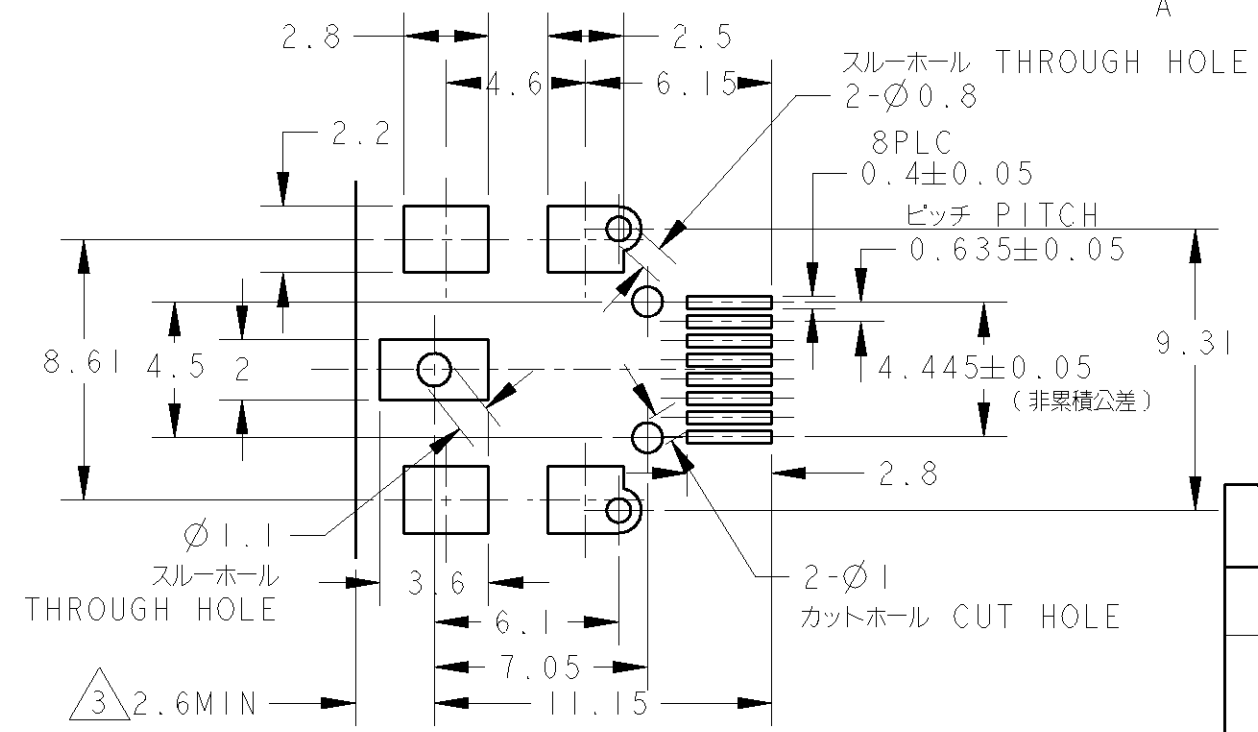 A
2.8
2.5
スルーホール THROUGH HOLE
4.6
6.15
2-Ø0.8
2.2
8PLC
0.4±0.05
ピッチ PITCH
0.635±0.05
8.61
4.5
2
9.31
4.445±0.05
(非累積公差)
2.8
Ø1.1
スルーホール
THROUGH HOLE
3.6
2-Ø1
カットホール CUT HOLE
6.1
7.05
3
2.6MIN
11.15